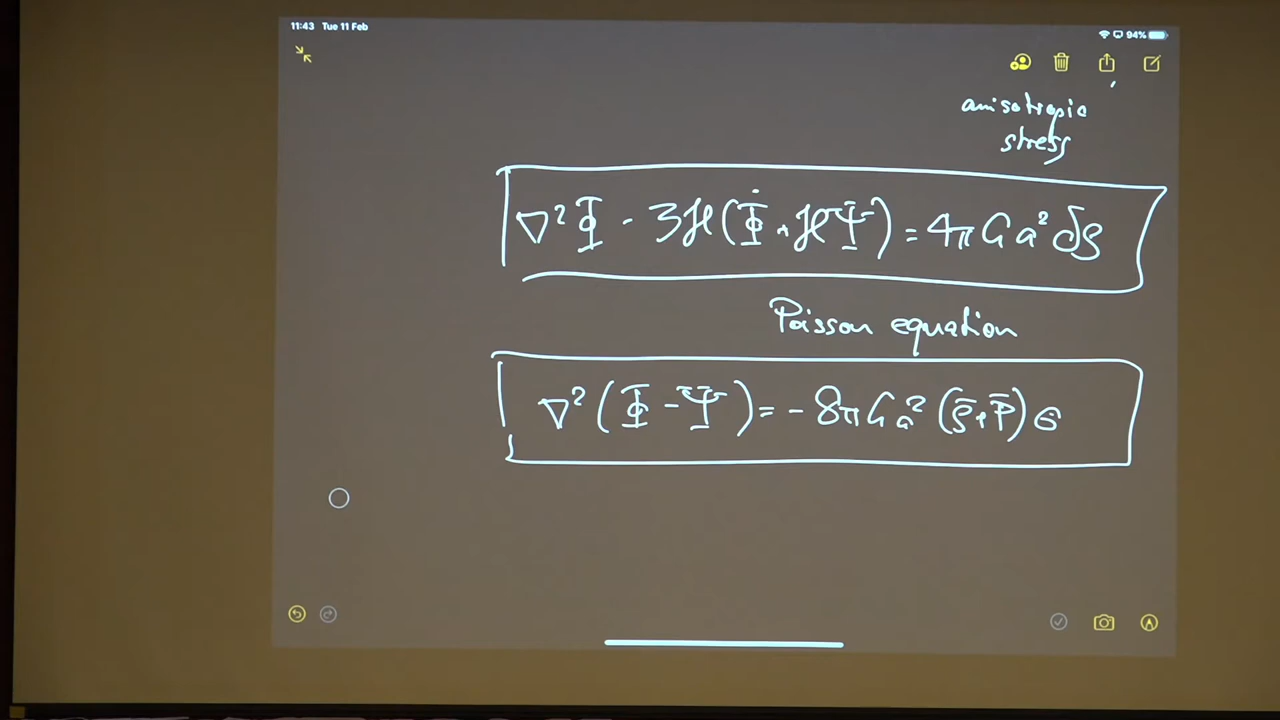 11:43 Tue 11 Feb
94%
anisotropic
stress
∇²Φ - 3ℋ(Φ̇ + ℋΨ) = 4πGa²δρ
Poisson equation
∇²(Φ - Ψ) = - 8πGa²(ρ̄+P̄)σ